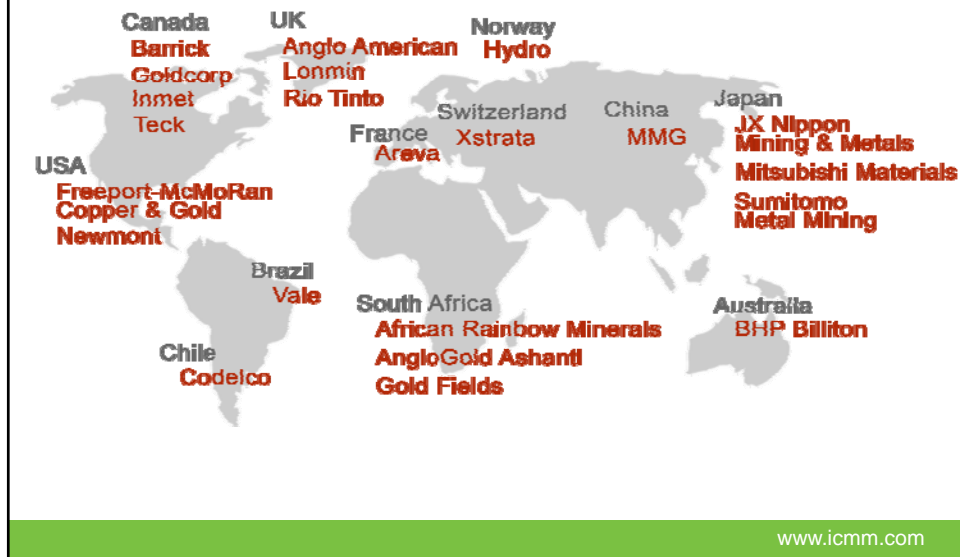 Canada
Barrick
Goldcorp
Inmet
Teck
UK
Anglo American
Lonmin
Rio Tinto
Norway
Hydro
Switzerland
Xstrata
China
MMG
Japan
JX Nippon
Mining & Metals
Mitsubishi Materials
Sumitomo
Metal Mining
France
Areva
USA
Freeport-McMoRan
Copper & Gold
Newmont
Brazil
Vale
South Africa
African Rainbow Minerals
AngloGold Ashanti
Gold Fields
Australia
BHP Billiton
Chile
Codelco
www.icmm.com